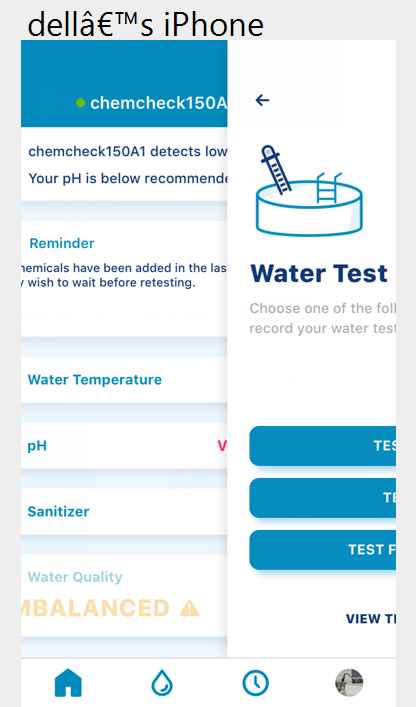 dellâ€™s iPhone
chemcheck150A
chemcheck150A1 detects low
Your pH is below recommende
Reminder
hemicals have been added in the las
y wish to wait before retesting.
Water Temperature
pH
V
Sanitizer
Water Quality
MBALANCED
Water Test
Choose one of the foll
record your water test
TES
TE
TEST F
VIEW T